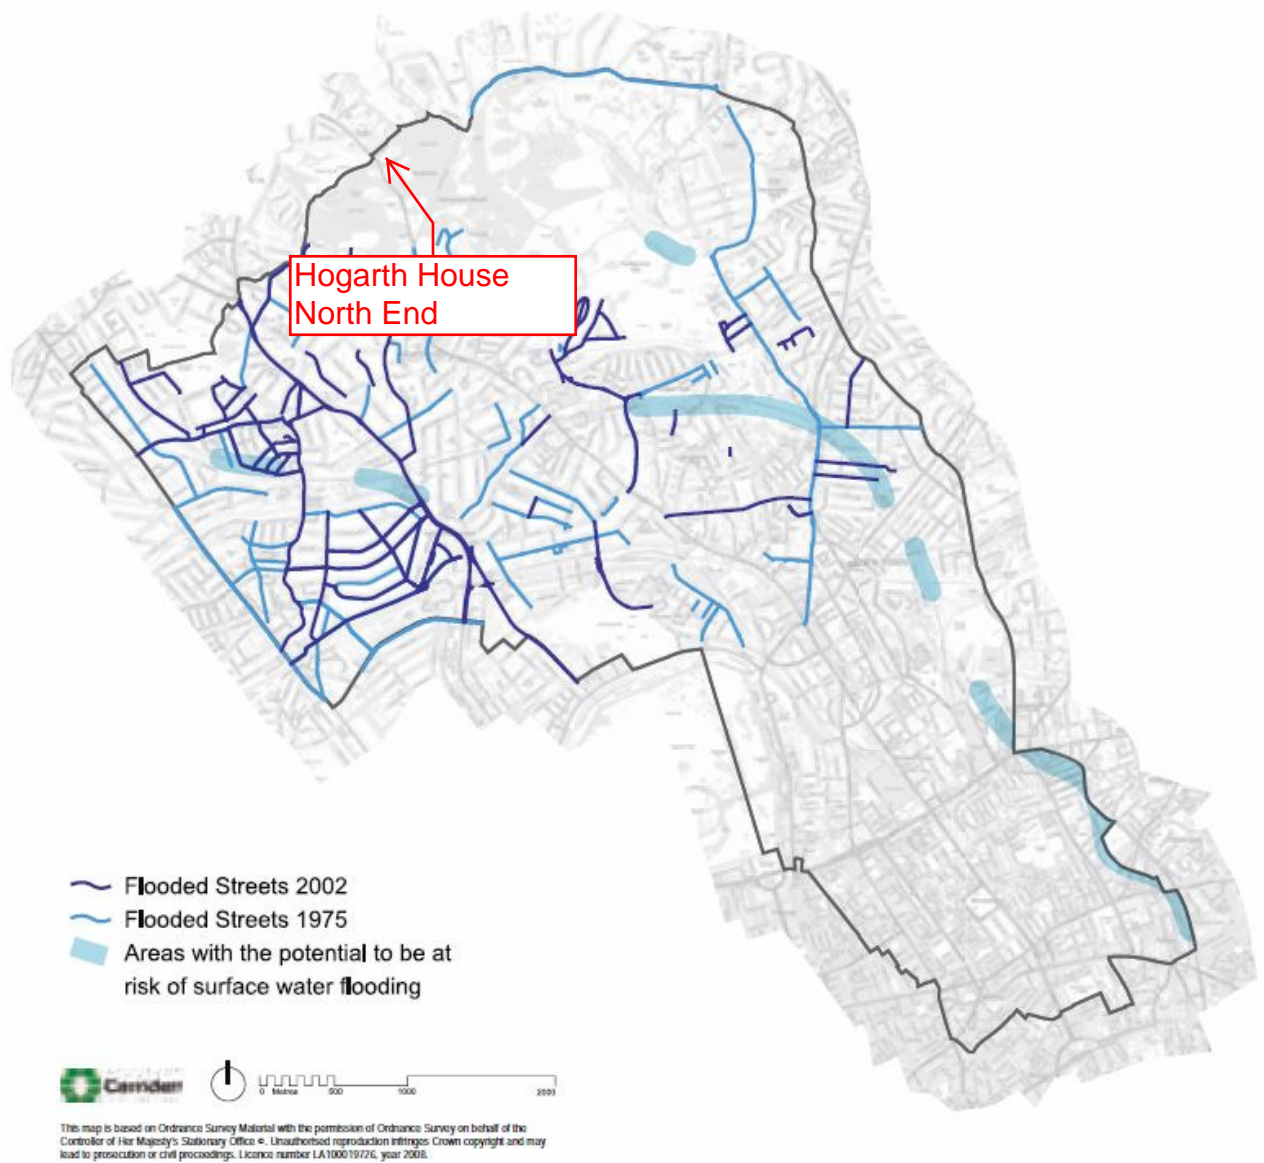 Hogarth House
North End
Flooded Streets 2002
Flooded Streets 1975
Areas with the potential to be at
risk of surface water flooding
Camden
0 Metres 500 1000 2000
This map is based on Ordnance Survey Material with the permission of Ordnance Survey on behalf of the
Controller of Her Majesty's Stationary Office ©. Unauthorised reproduction infringes Crown copyright and may
lead to prosecution or civil proceedings. Licence number LA100019726, year 2008.